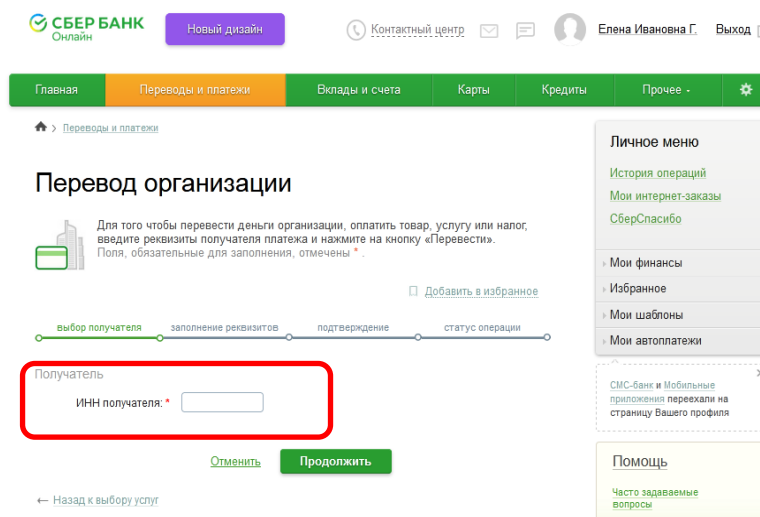 СБЕР БАНК
Онлайн
Новый дизайн
Контактный центр
Елена Ивановна Г.
Выход
Главная
Переводы и платежи
Вклады и счета
Карты
Кредиты
Прочее
Переводы и платежи
Перевод организации
Для того чтобы перевести деньги организации, оплатить товар, услугу или налог,
введите реквизиты получателя платежа и нажмите на кнопку «Перевести».
Поля, обязательные для заполнения, отмечены * .
Добавить в избранное
выбор получателя
заполнение реквизитов
подтверждение
статус операции
Получатель
ИНН получателя: *
Отменить
Продолжить
← Назад к выбору услуг
Личное меню
История операций
Мои интернет-заказы
СберСпасибо
Мои финансы
Избранное
Мои шаблоны
Мои автоплатежи
СМС-банк и Мобильные
приложения переехали на
страницу Вашего профиля
Помощь
Часто задаваемые
вопросы